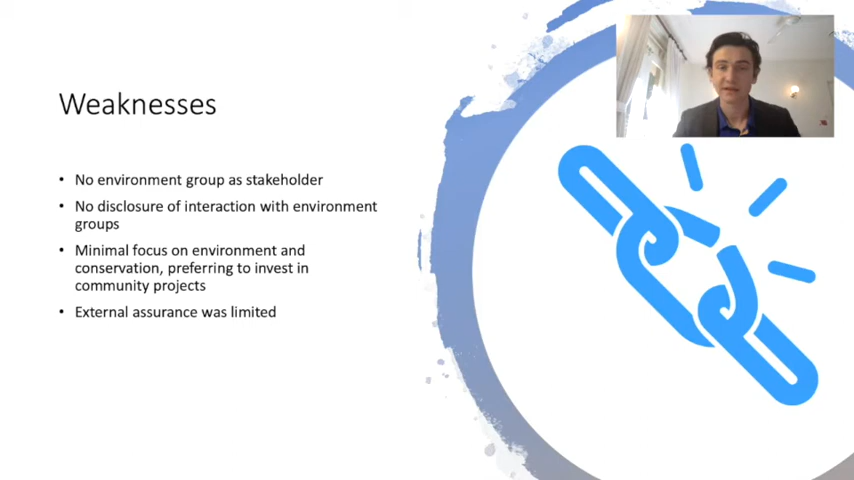 Weaknesses
• No environment group as stakeholder
• No disclosure of interaction with environment
groups
• Minimal focus on environment and
conservation, preferring to invest in
community projects
• External assurance was limited